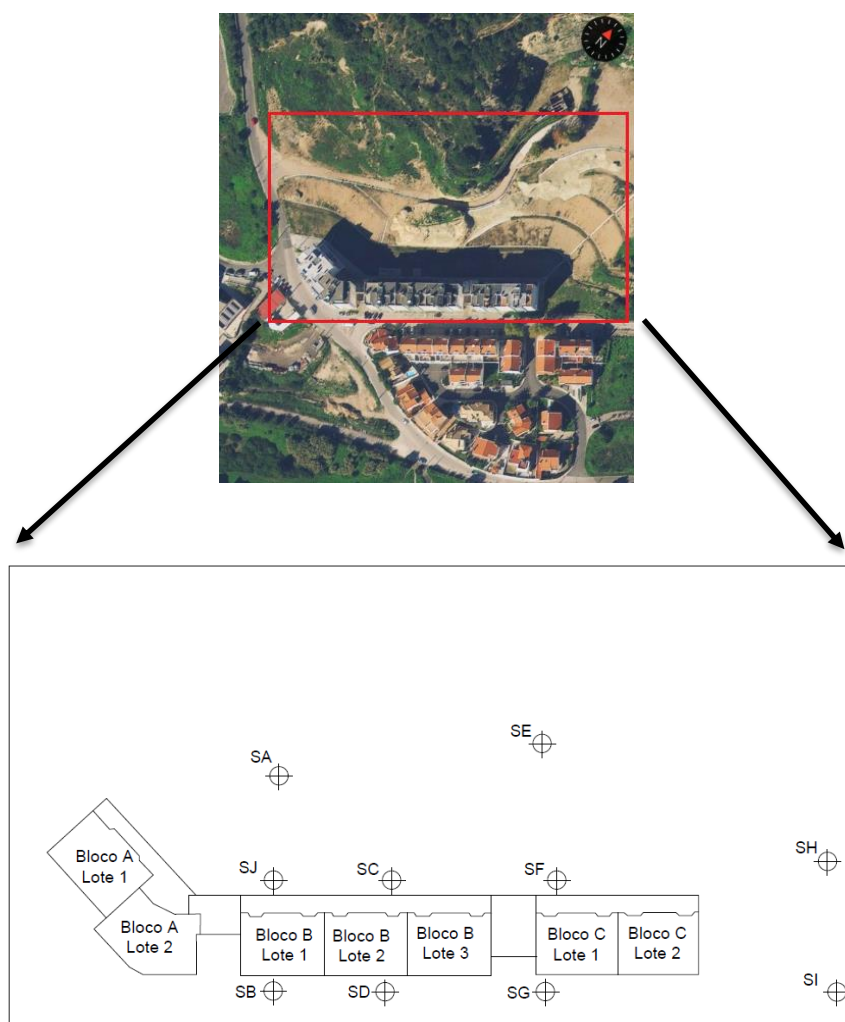 N
SE
SA
SH
SJ
SC
SF
Bloco A
Lote 1
Bloco A
Lote 2
Bloco B
Lote 1
Bloco B
Lote 2
Bloco B
Lote 3
Bloco C
Lote 1
Bloco C
Lote 2
SB
SD
SG
SI